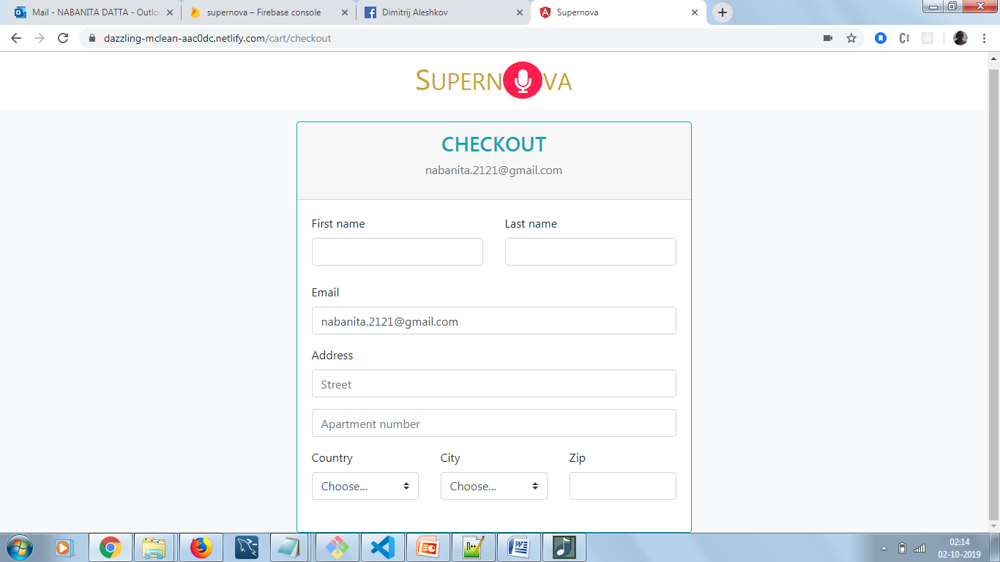 Mail - NABANITA DATTA - Outlo
supernova – Firebase console
Dimitrij Aleshkov
Supernova
dazzling-mclean-aac0dc.netlify.com/cart/checkout
SUPERN VA
CHECKOUT
nabanita.2121@gmail.com
First name Last name
Email
nabanita.2121@gmail.com
Address
Street
Apartment number
Country City Zip
Choose... Choose...
02:14
02-10-2019